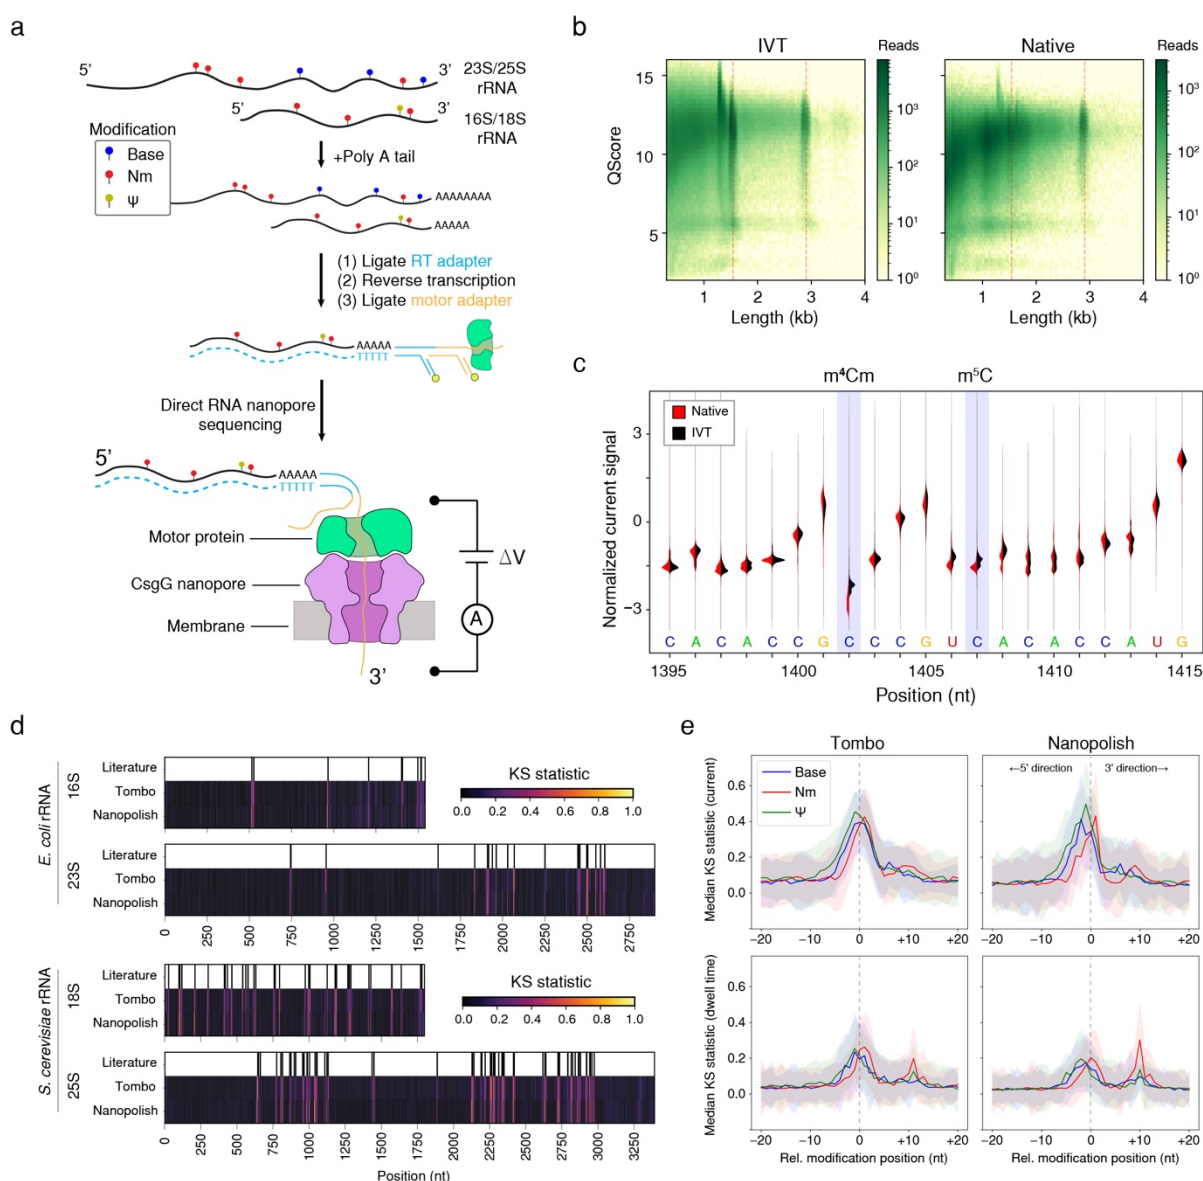 a
5'
3'
23S/25S
rRNA
5'
3'
16S/18S
rRNA
Modification
Base
Nm
Ψ
+Poly A tail
AAAAAAAA
AAAAA
(1) Ligate RT adapter
(2) Reverse transcription
(3) Ligate motor adapter
AAAAA
TTTTT
Direct RNA nanopore
sequencing
5'
AAAAA
TTTTT
Motor protein
CsgG nanopore
Membrane
ΔV
A
3'
b
IVT
Reads
Native
Reads
QScore
15
10
5
10³
10²
10¹
10⁰
10³
10²
10¹
10⁰
1 2 3 4
1 2 3 4
Length (kb)
Length (kb)
c
m⁴Cm
m⁵C
Native
IVT
Normalized current signal
3
0
−3
C A C A C C G C C C G U C A C A C C A U G
1395 1400 1405 1410 1415
Position (nt)
d
E. coli rRNA
16S
Literature
Tombo
Nanopolish
KS statistic
0.0 0.2 0.4 0.6 0.8 1.0
23S
Literature
Tombo
Nanopolish
0 250 500 750 1000 1250 1500 1750 2000 2250 2500 2750
S. cerevisiae rRNA
18S
Literature
Tombo
Nanopolish
KS statistic
0.0 0.2 0.4 0.6 0.8 1.0
25S
Literature
Tombo
Nanopolish
0 250 500 750 1000 1250 1500 1750 2000 2250 2500 2750 3000 3250
Position (nt)
e
Tombo
Nanopolish
Base
Nm
Ψ
←5' direction
3' direction→
Median KS statistic (current)
0.6
0.4
0.2
0.0
−20 −10 0 +10 +20
−20 −10 0 +10 +20
Median KS statistic (dwell time)
0.6
0.4
0.2
0.0
−20 −10 0 +10 +20
−20 −10 0 +10 +20
Rel. modification position (nt)
Rel. modification position (nt)